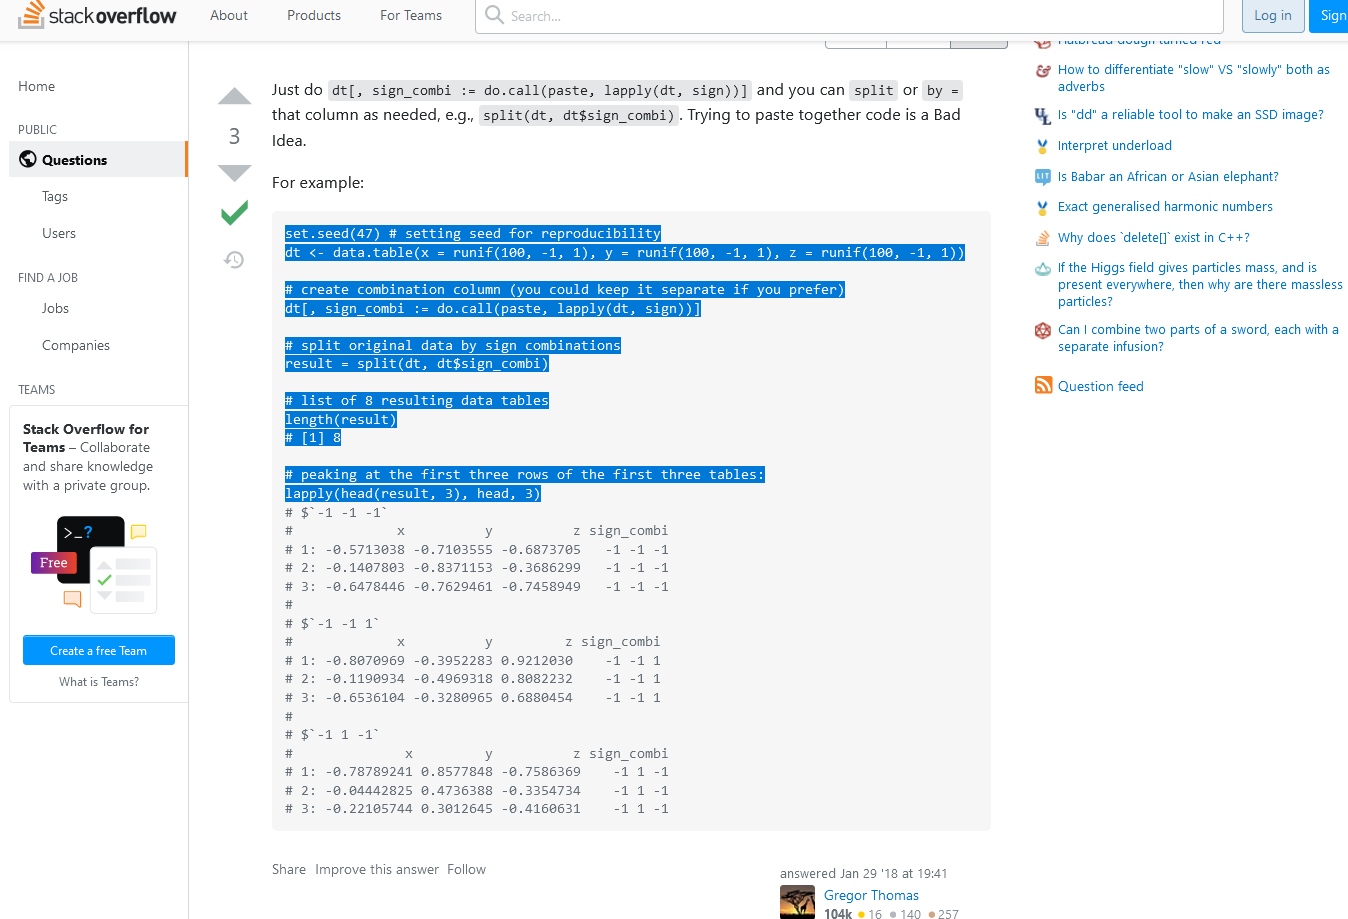 stackoverflow
About
Products
For Teams
Search...
Log in
Sign
Home
PUBLIC
Questions
Tags
Users
FIND A JOB
Jobs
Companies
TEAMS
Stack Overflow for
Teams – Collaborate
and share knowledge
with a private group.
>_?
Free
Create a free Team
What is Teams?
3
Just do dt[, sign_combi := do.call(paste, lapply(dt, sign))] and you can split or by =
that column as needed, e.g., split(dt, dt$sign_combi). Trying to paste together code is a Bad
Idea.
For example:
set.seed(47) # setting seed for reproducibility
dt <- data.table(x = runif(100, -1, 1), y = runif(100, -1, 1), z = runif(100, -1, 1))
# create combination column (you could keep it separate if you prefer)
dt[, sign_combi := do.call(paste, lapply(dt, sign))]
# split original data by sign combinations
result = split(dt, dt$sign_combi)
# list of 8 resulting data tables
length(result)
# [1] 8
# peaking at the first three rows of the first three tables:
lapply(head(result, 3), head, 3)
# $`-1 -1 -1`
#             x          y          z sign_combi
# 1: -0.5713038 -0.7103555 -0.6873705   -1 -1 -1
# 2: -0.1407803 -0.8371153 -0.3686299   -1 -1 -1
# 3: -0.6478446 -0.7629461 -0.7458949   -1 -1 -1
#
# $`-1 -1 1`
#             x          y         z sign_combi
# 1: -0.8070969 -0.3952283 0.9212030    -1 -1 1
# 2: -0.1190934 -0.4969318 0.8082232    -1 -1 1
# 3: -0.6536104 -0.3280965 0.6880454    -1 -1 1
#
# $`-1 1 -1`
#              x         y          z sign_combi
# 1: -0.78789241 0.8577848 -0.7586369    -1 1 -1
# 2: -0.04442825 0.4736388 -0.3354734    -1 1 -1
# 3: -0.22105744 0.3012645 -0.4160631    -1 1 -1
Share Improve this answer Follow
answered Jan 29 '18 at 19:41
Gregor Thomas
104k 16 140 257
Flatbread dough turned red
How to differentiate "slow" VS "slowly" both as
adverbs
Is "dd" a reliable tool to make an SSD image?
Interpret underload
LIT
Is Babar an African or Asian elephant?
Exact generalised harmonic numbers
Why does `delete[]` exist in C++?
If the Higgs field gives particles mass, and is
present everywhere, then why are there massless
particles?
Can I combine two parts of a sword, each with a
separate infusion?
Question feed